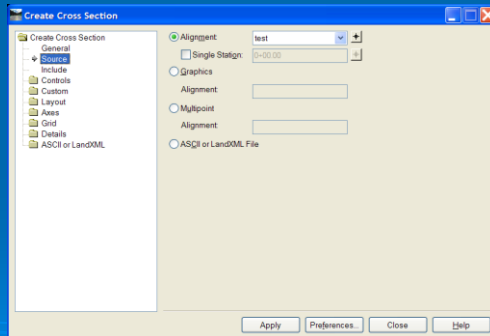 Create Cross Section
Create Cross Section
General
Source
Include
Controls
Custom
Layout
Axes
Grid
Details
ASCII or LandXML
Alignment: test
Single Station: 0+00.00
Graphics
Alignment:
Multipoint
Alignment:
ASCII or LandXML File
Apply Preferences... Close Help